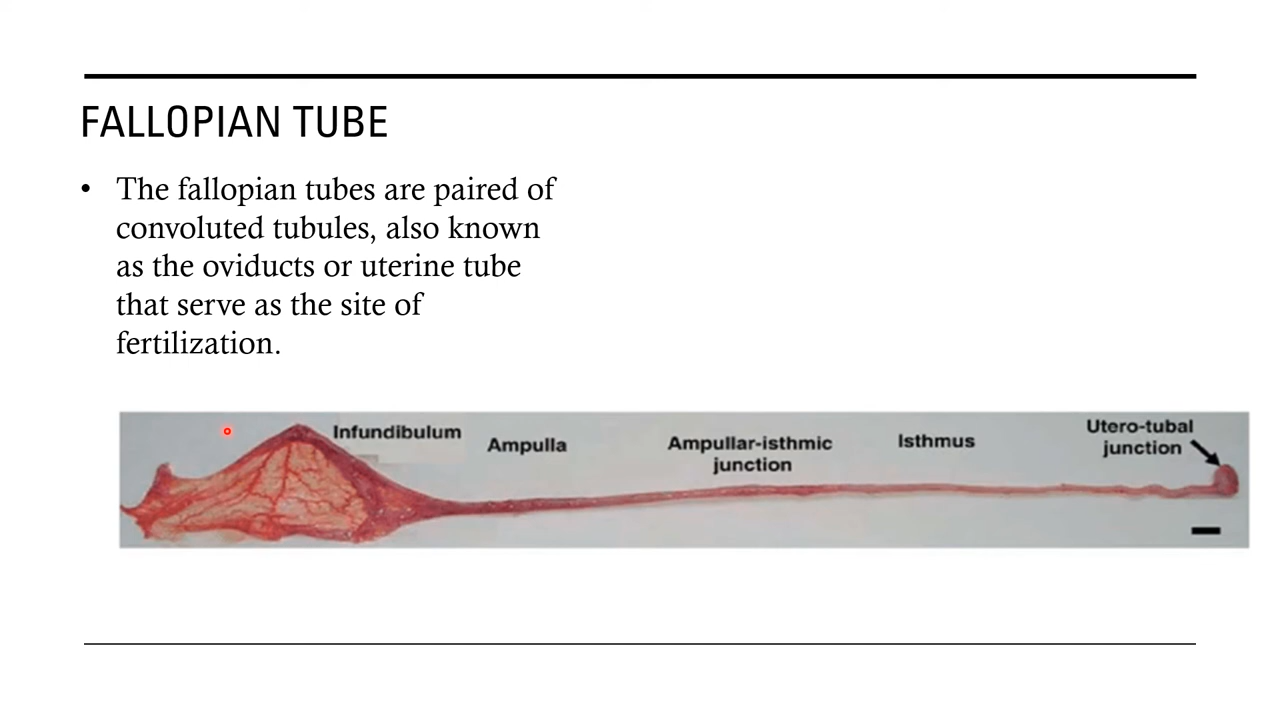 FALLOPIAN TUBE
• The fallopian tubes are paired of
convoluted tubules, also known
as the oviducts or uterine tube
that serve as the site of
fertilization.
Infundibulum
Ampulla
Ampullar-isthmic
junction
Isthmus
Utero-tubal
junction